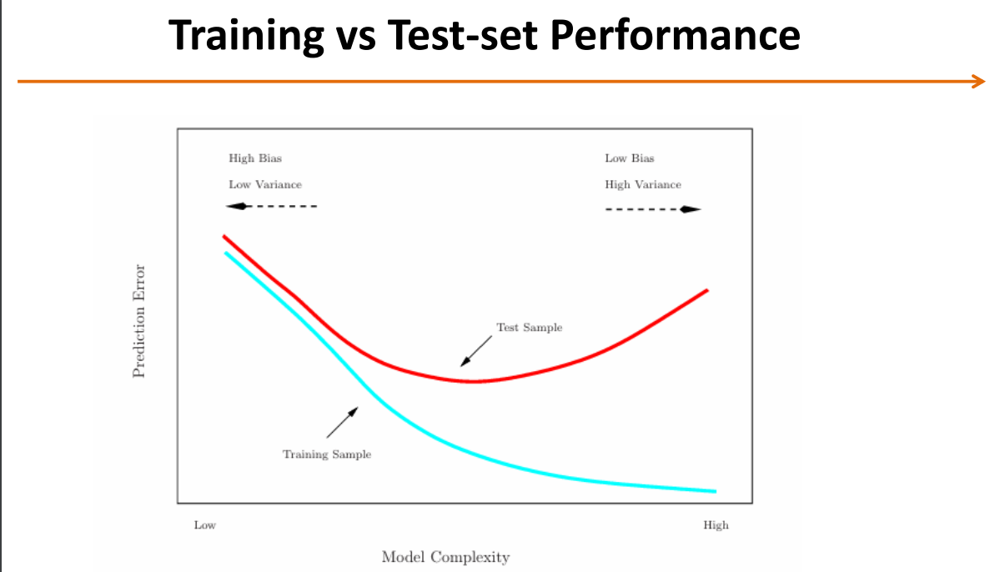 Training vs Test-set Performance
High Bias
Low Variance
Low Bias
High Variance
Prediction Error
Test Sample
Training Sample
Low
High
Model Complexity